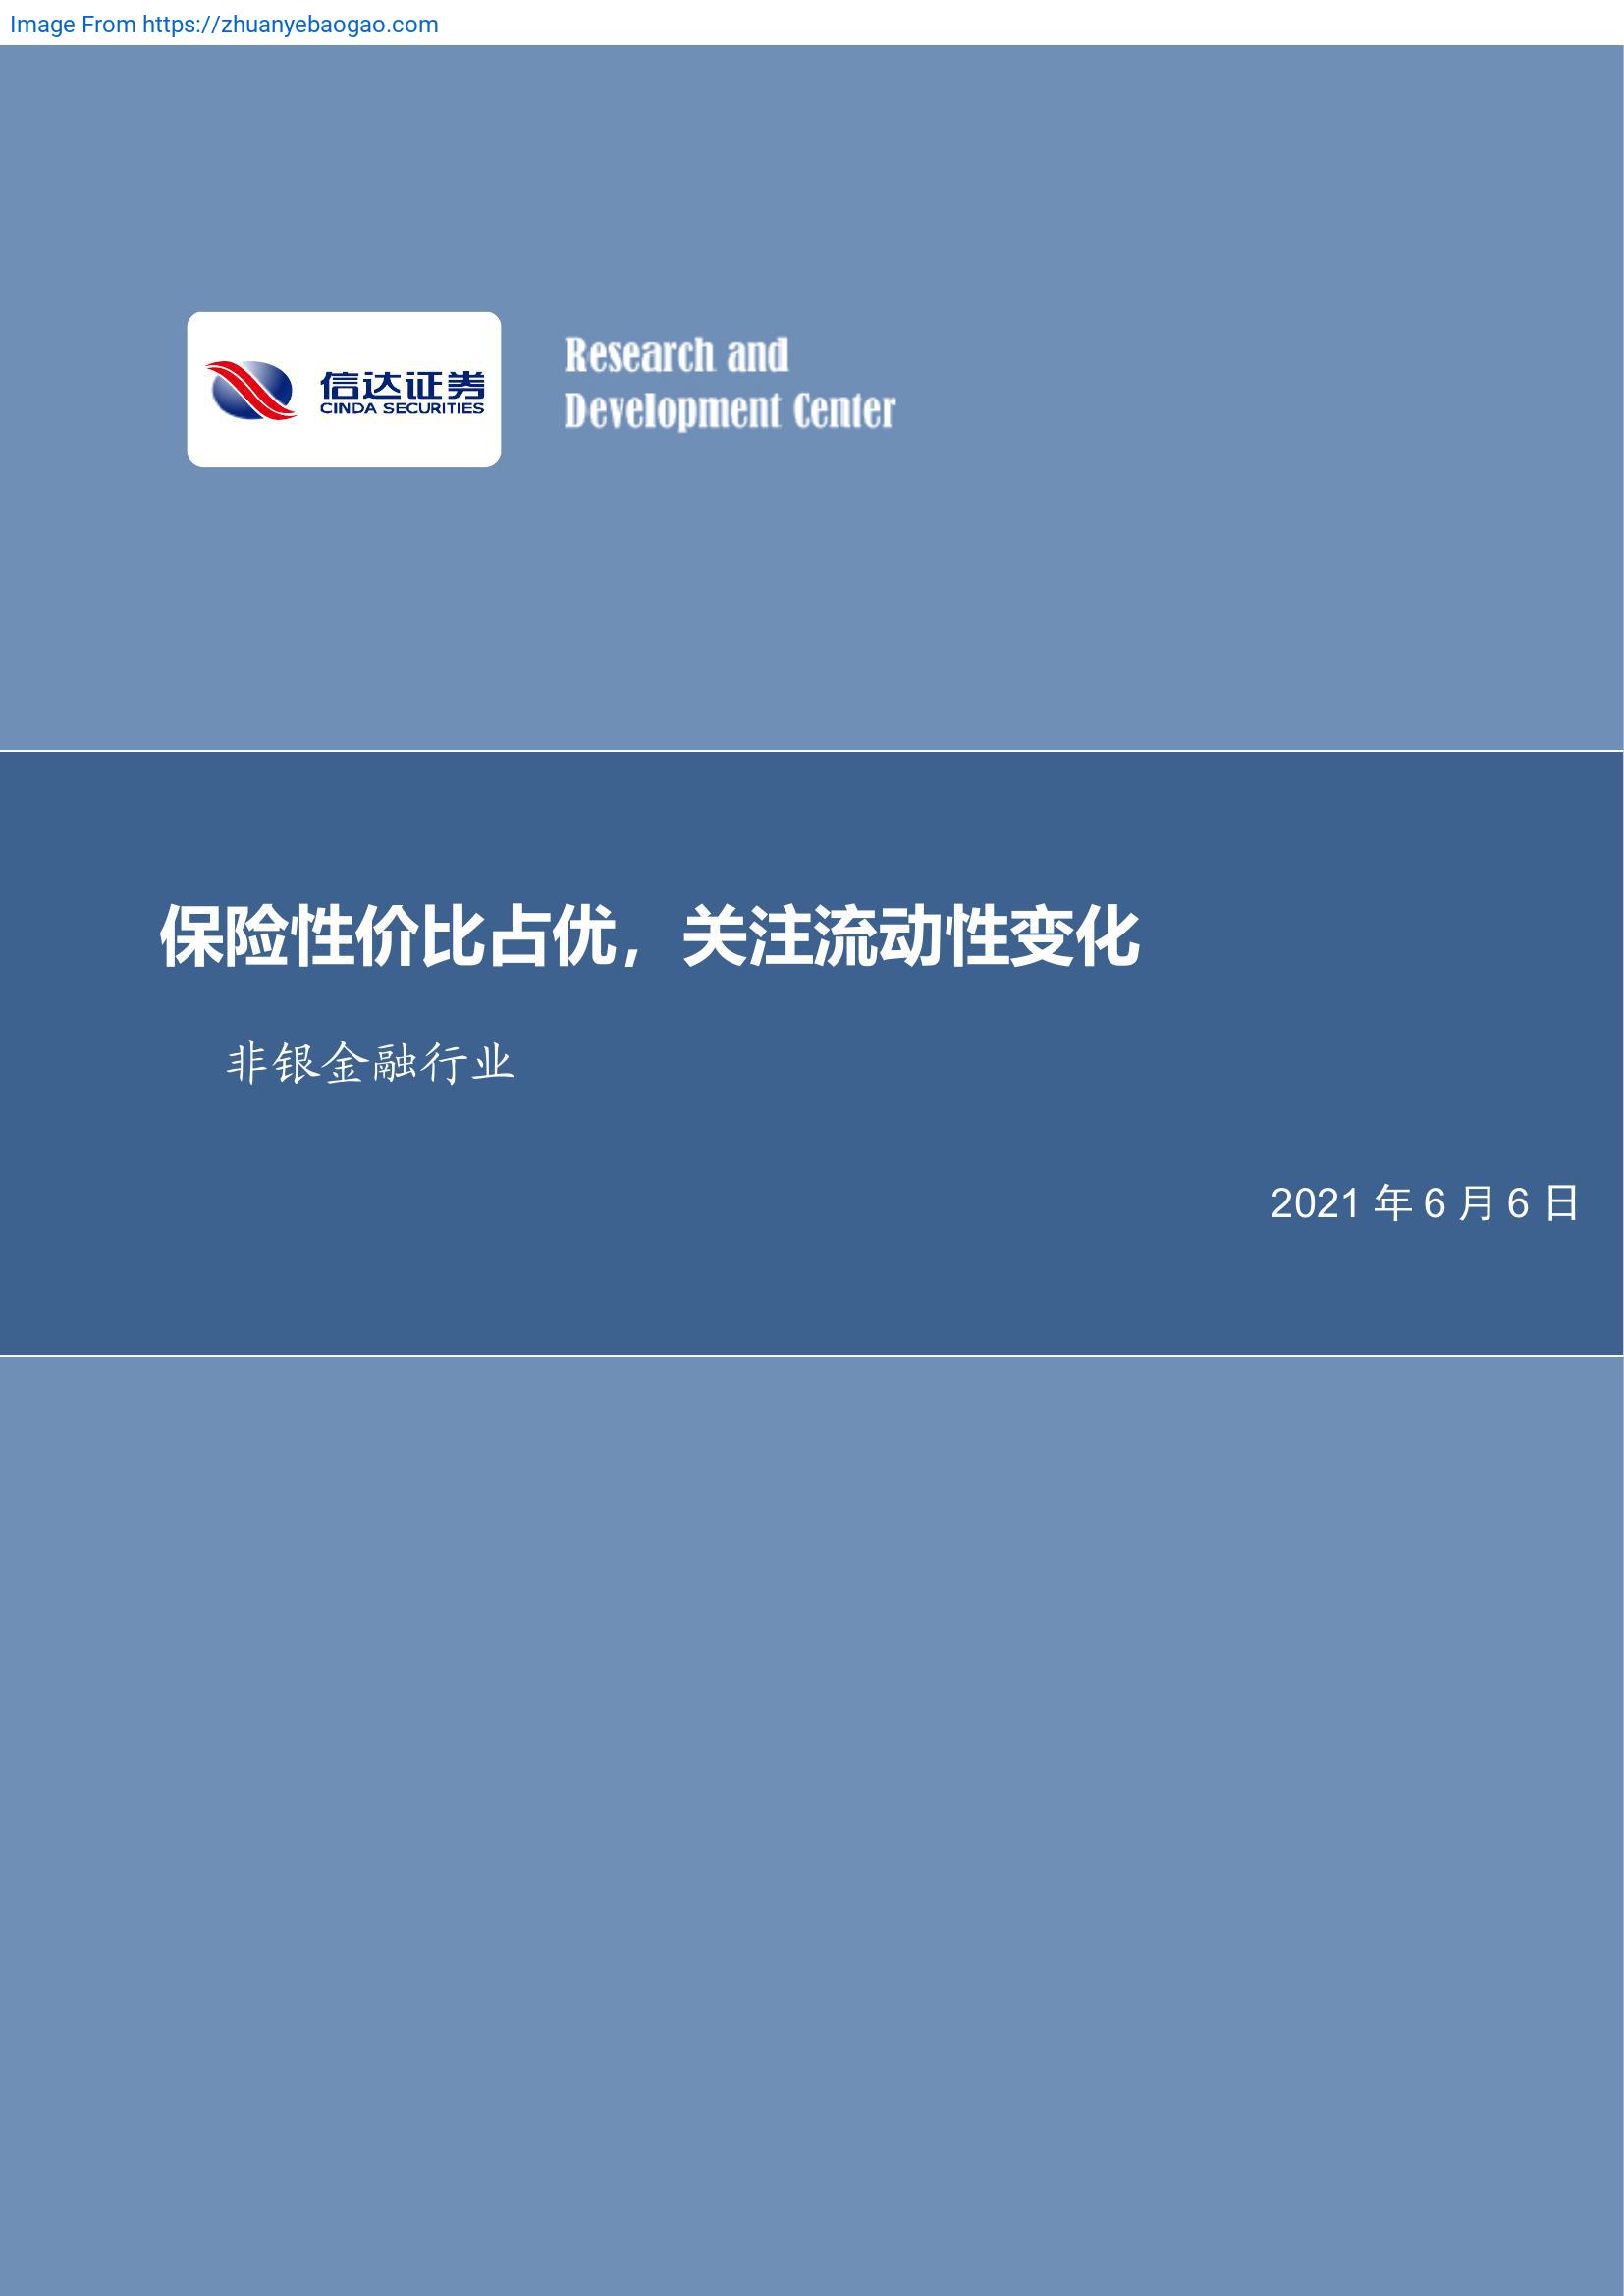 Image From https://zhuanyebaogao.com
信达证券
CINDA SECURITIES
Research and
Development Center
保险性价比占优，关注流动性变化
非银金融行业
2021 年 6 月 6 日